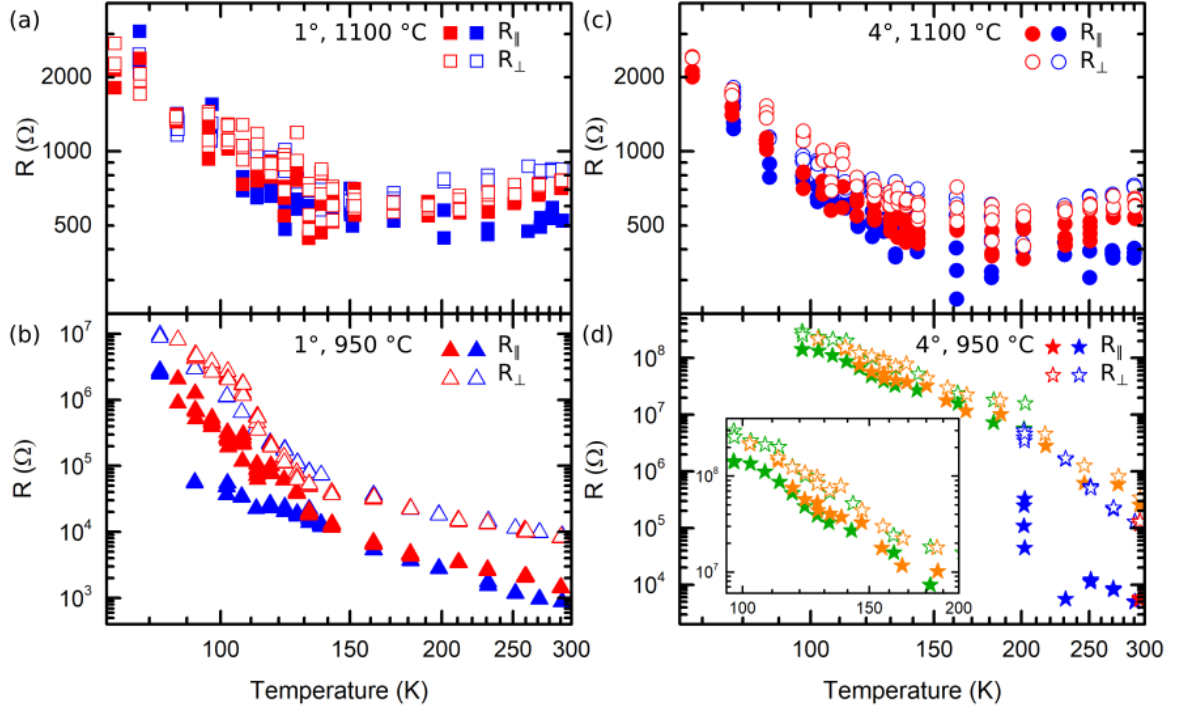 (a)
1°, 1100 °C
R∥
R⊥
2000
1000
500
R (Ω)
(c)
4°, 1100 °C
R∥
R⊥
2000
1000
500
R (Ω)
(b)
1°, 950 °C
R∥
R⊥
10⁷
10⁶
10⁵
10⁴
10³
R (Ω)
100
150
200
250
300
Temperature (K)
(d)
4°, 950 °C
R∥
R⊥
10⁸
10⁷
10⁶
10⁵
10⁴
R (Ω)
10⁸
10⁷
100
150
200
100
150
200
250
300
Temperature (K)